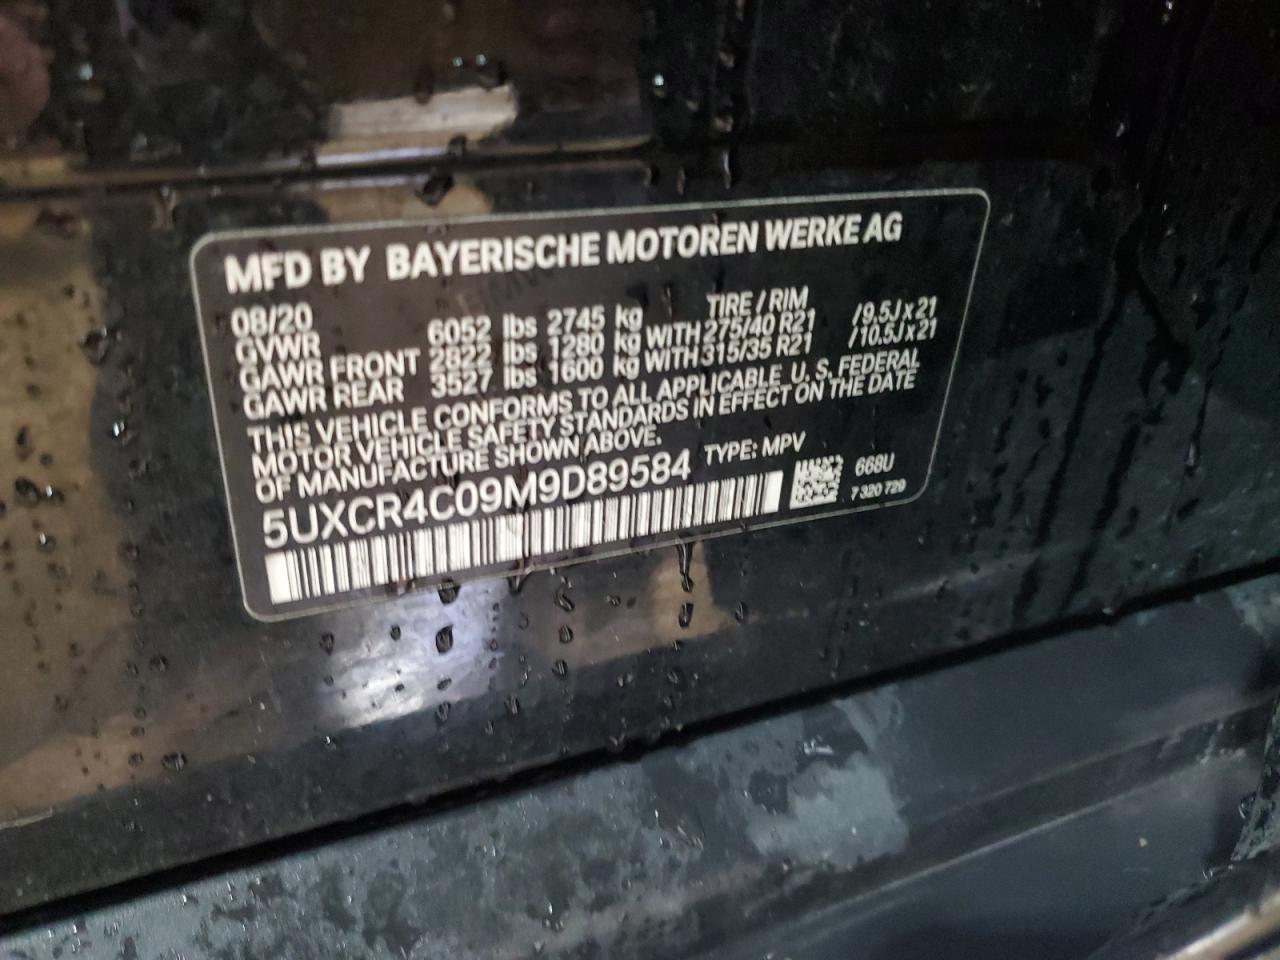 MFD BY BAYERISCHE MOTOREN WERKE AG
08/20 TIRE / RIM
GVWR 6052 lbs 2745 kg
GAWR FRONT 2822 lbs 1280 kg WITH 275/40 R21 /9.5J x 21
GAWR REAR 3527 lbs 1600 kg WITH 315/35 R21 /10.5J x 21
THIS VEHICLE CONFORMS TO ALL APPLICABLE U. S. FEDERAL
MOTOR VEHICLE SAFETY STANDARDS IN EFFECT ON THE DATE
OF MANUFACTURE SHOWN ABOVE.
5UXCR4C09M9D89584 TYPE: MPV
668U
7 320 729